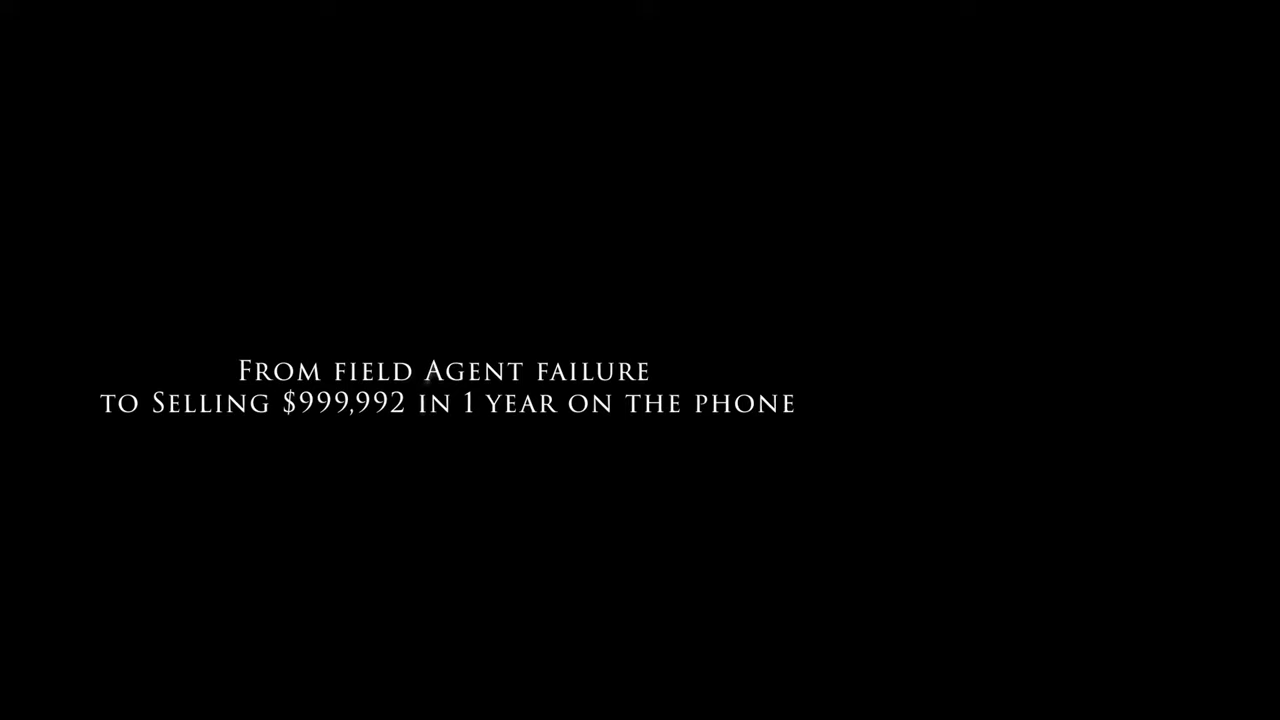 From field Agent failure
to Selling $999,992 in 1 year on the phone